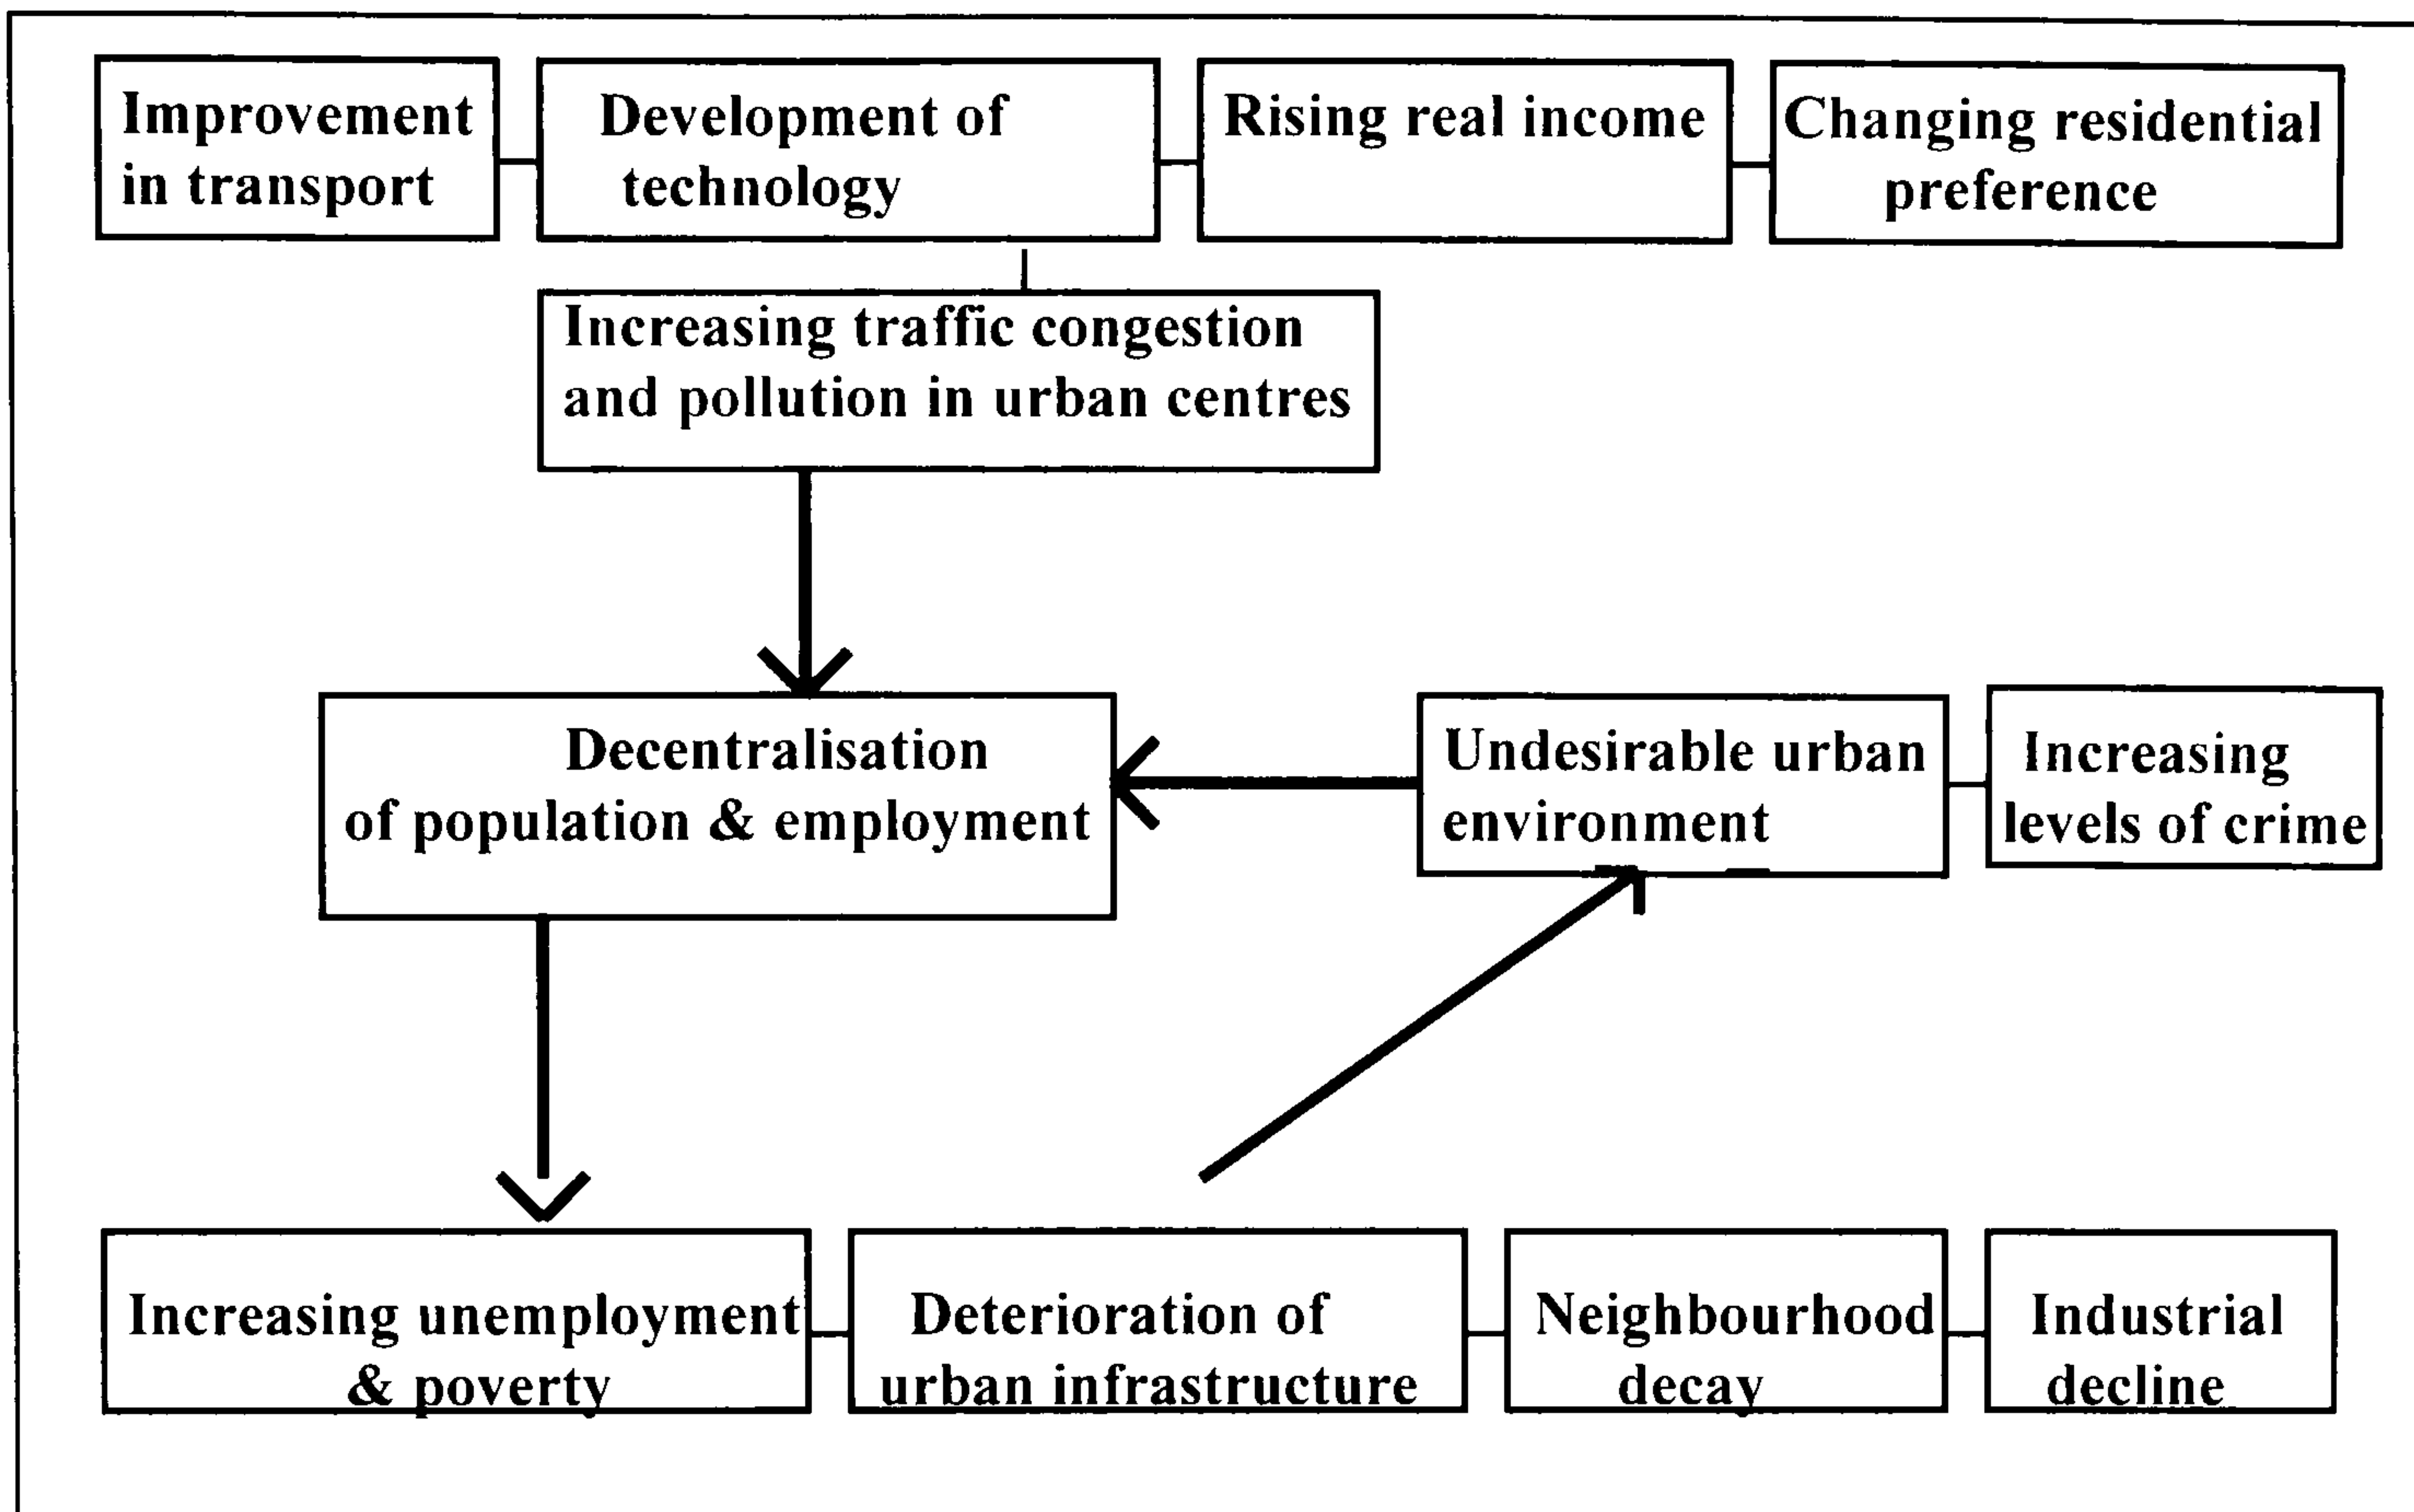 Improvement
in transport
Development of
technology
Rising real income
Changing residential
preference
Increasing traffic congestion
and pollution in urban centres
Decentralisation
of population & employment
Undesirable urban
environment
Increasing
levels of crime
Increasing unemployment
& poverty
Deterioration of
urban infrastructure
Neighbourhood
decay
Industrial
decline